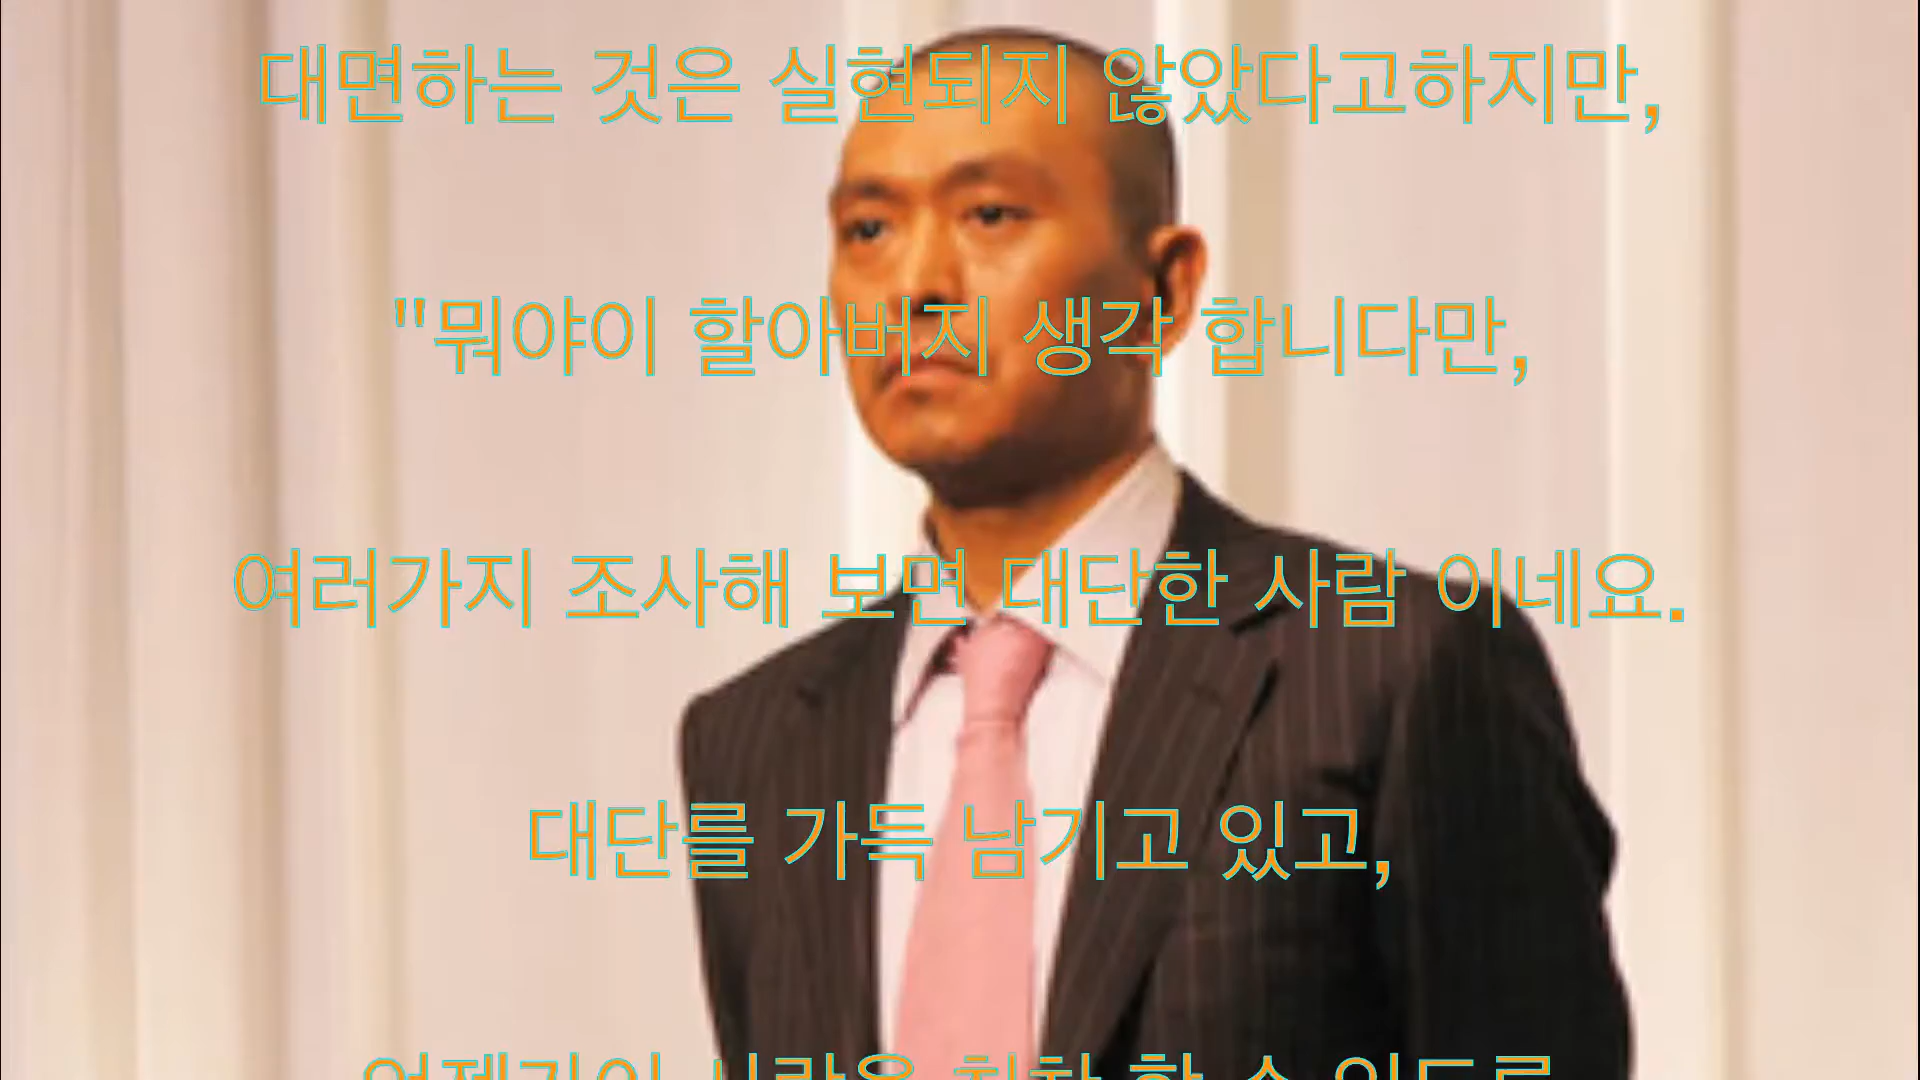 대면하는 것은 실현되지 않았다고하지만,
"뭐야이 할아버지 생각 합니다만,
여러가지 조사해 보면 대단한 사람 이네요.
대단를 가득 남기고 있고,